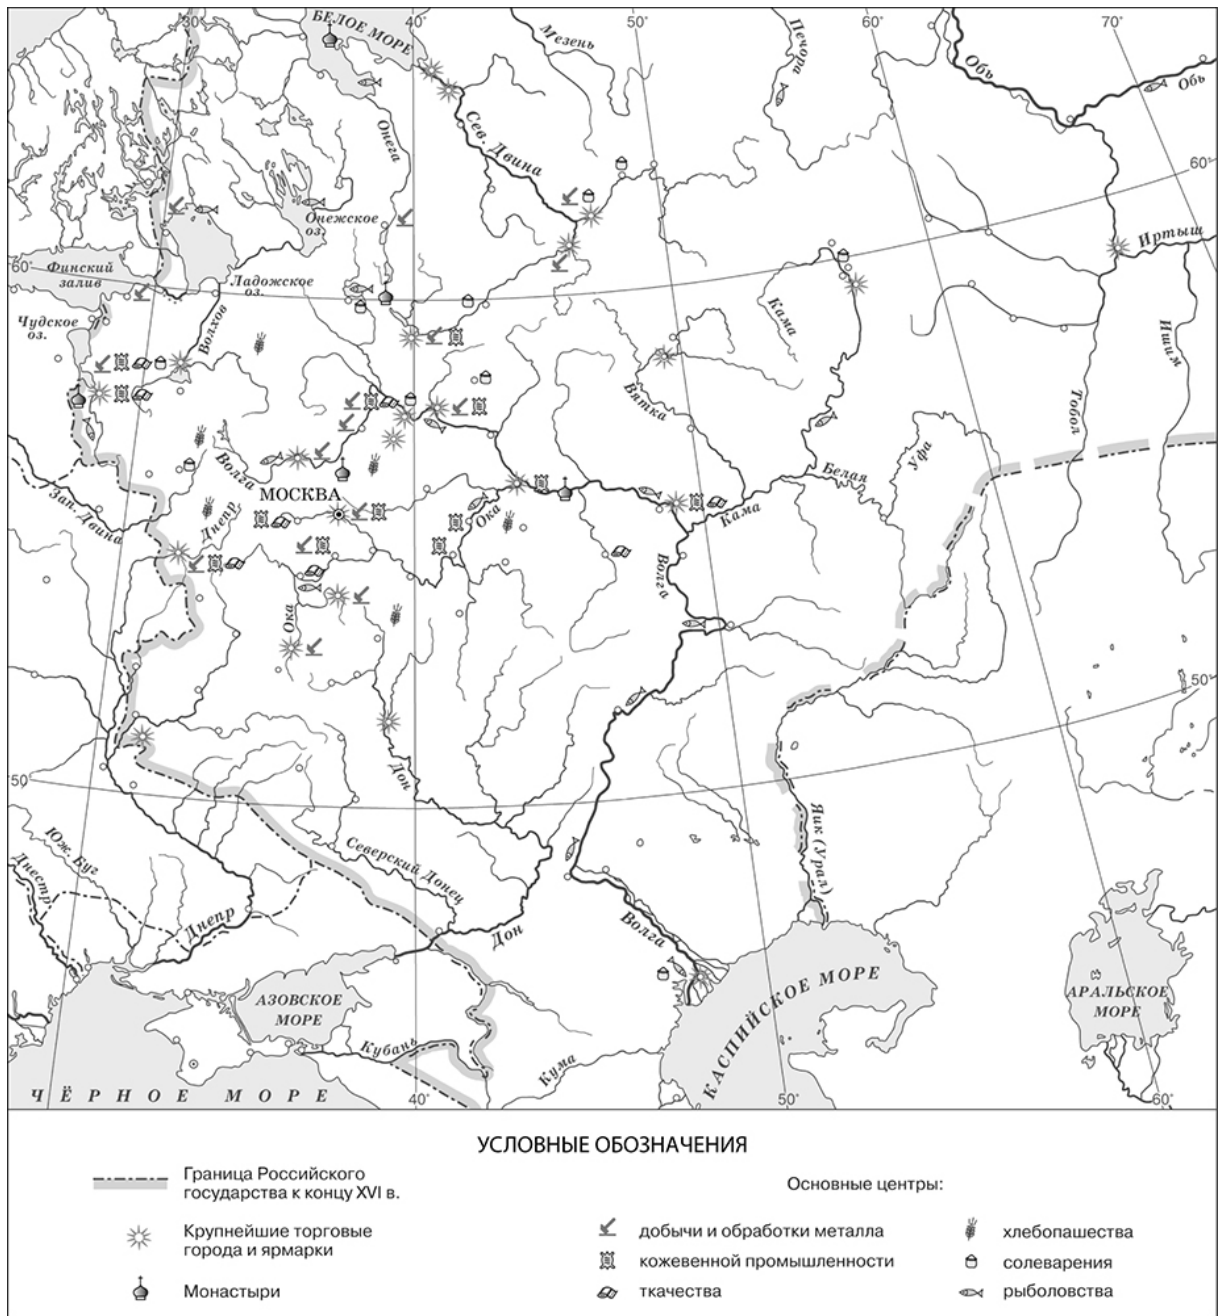 30°
40°
50°
60°
70°
БЕЛОЕ МОРЕ
Мезень
Печора
Обь
Обь
Онега
Сев. Двина
60°
Онежское
оз.
Иртыш
Финский
залив
60°
Ладожское
оз.
Чудское
оз.
Волхов
Кама
Ишим
Вятка
Тобол
Волга
Уфа
Белая
МОСКВА
Зап. Двина
Днепр
Ока
Кама
Волга
Ока
50°
50°
Дон
Яик (Урал)
Юж. Буг
Северский Донец
Днестр
Днепр
Дон
Волга
АЗОВСКОЕ
МОРЕ
КАСПИЙСКОЕ МОРЕ
АРАЛЬСКОЕ
МОРЕ
Кубань
Кума
ЧЁРНОЕ МОРЕ
40°
50°
60°
УСЛОВНЫЕ ОБОЗНАЧЕНИЯ
Граница Российского
государства к концу XVI в.
Крупнейшие торговые
города и ярмарки
Монастыри
Основные центры:
добычи и обработки металла
кожевенной промышленности
ткачества
хлебопашества
солеварения
рыболовства